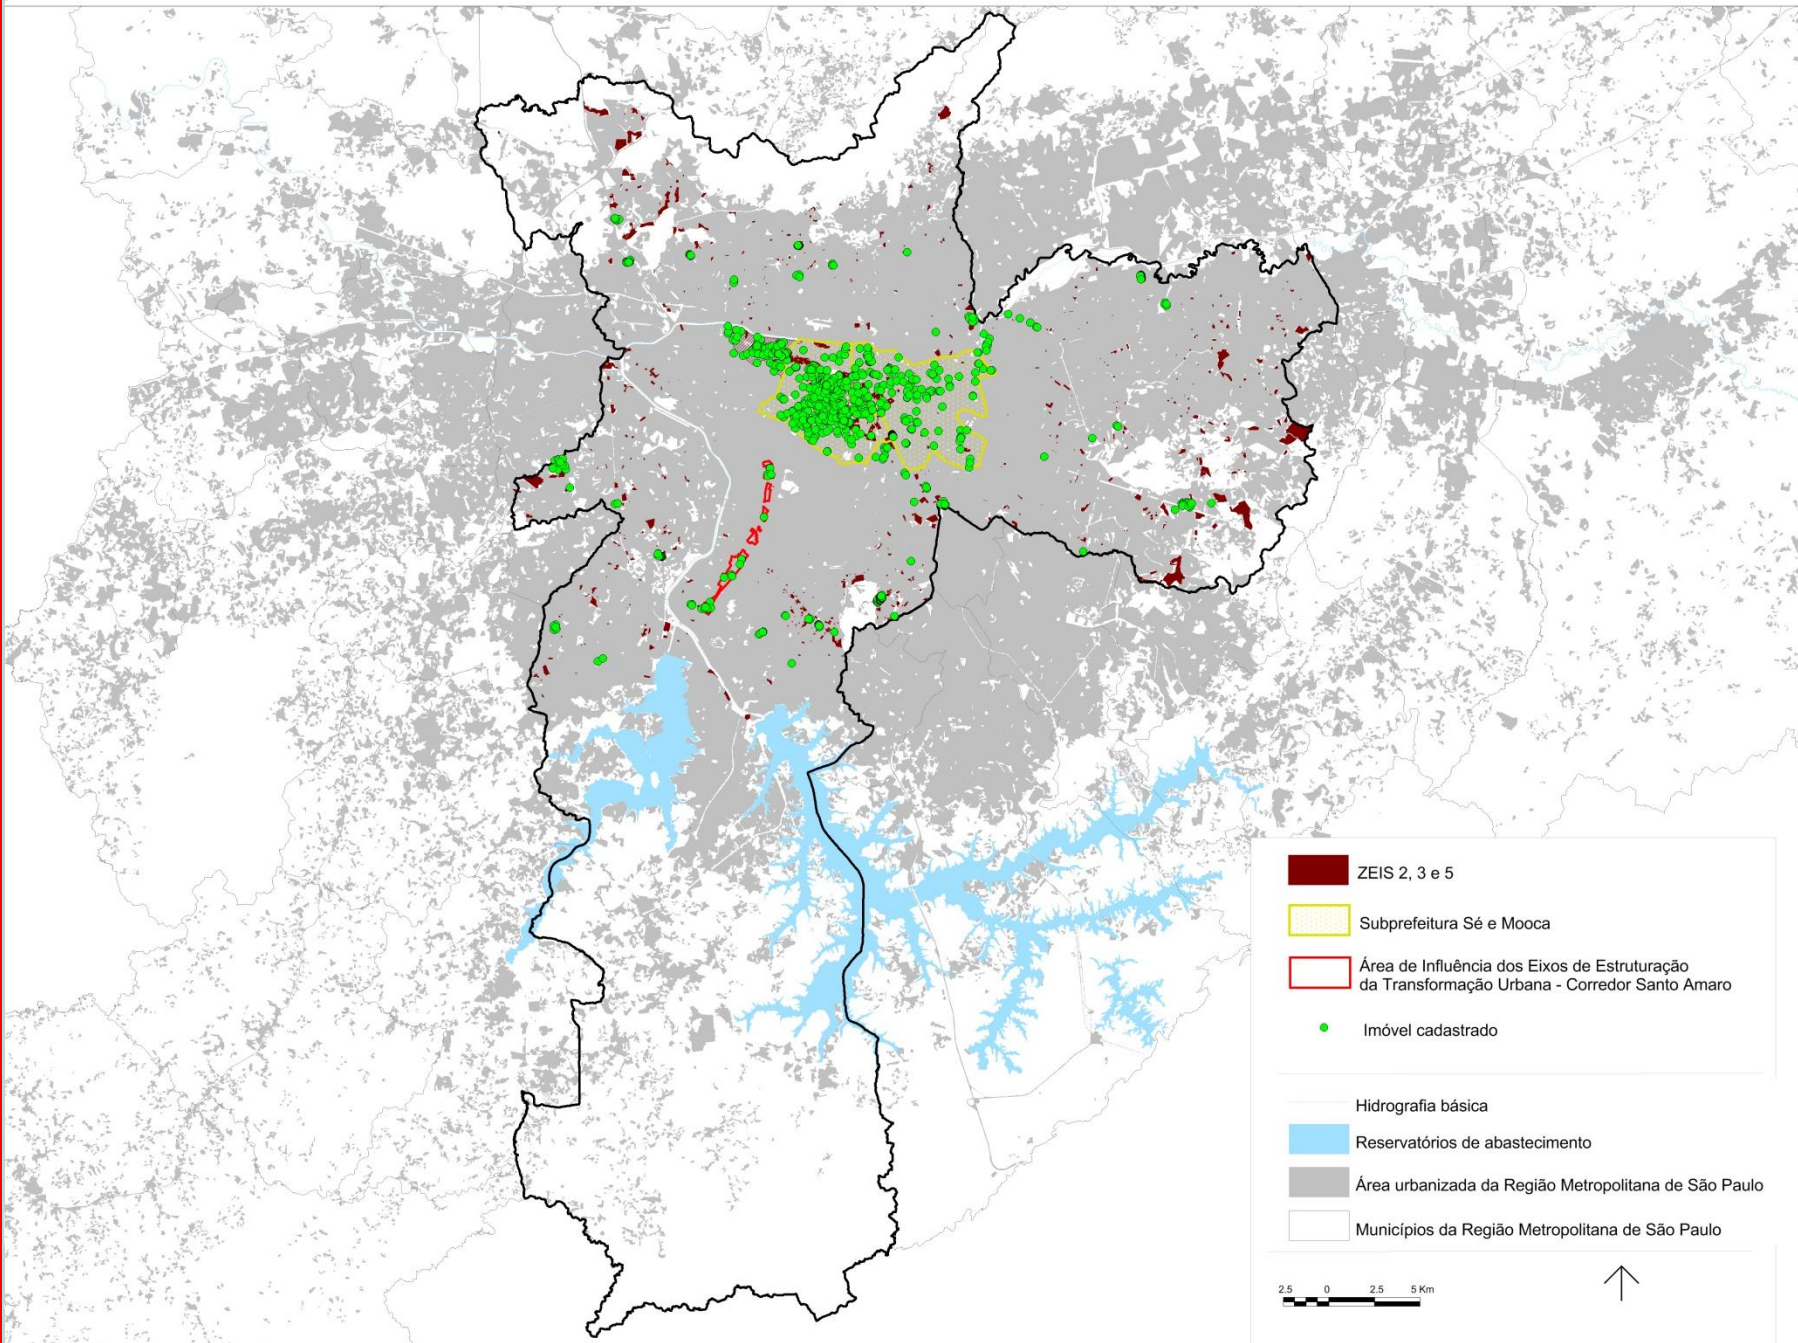 ZEIS 2, 3 e 5
Subprefeitura Sé e Mooca
Área de Influência dos Eixos de Estruturação
da Transformação Urbana - Corredor Santo Amaro
Imóvel cadastrado
Hidrografia básica
Reservatórios de abastecimento
Área urbanizada da Região Metropolitana de São Paulo
Municípios da Região Metropolitana de São Paulo
2.5 0 2.5 5 Km